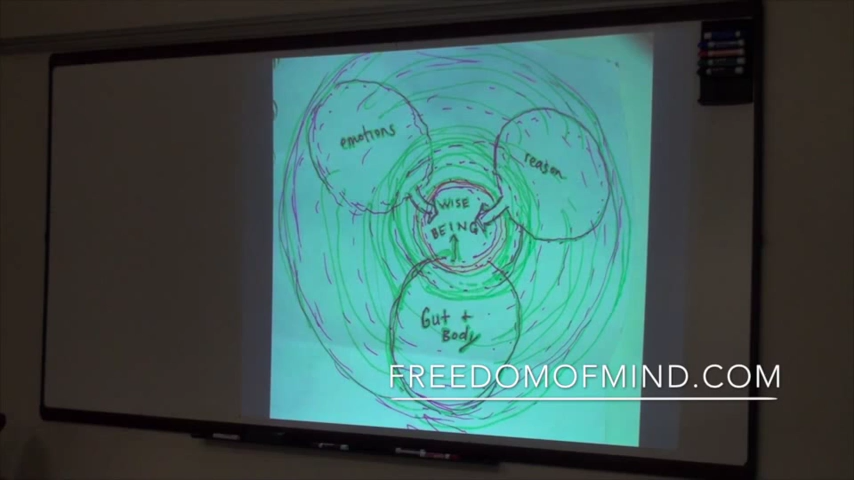 emotions
reason
WISE
BEING
Gut +
Body
FREEDOMOFMIND.COM